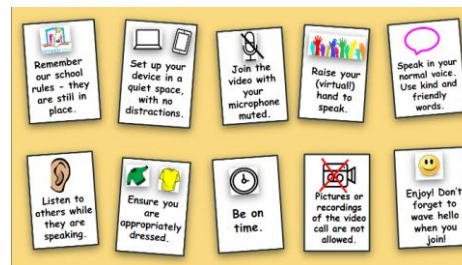 Remember
our school
rules - they
are still in
place.
Set up your
device in a
quiet space,
with no
distractions.
Join the
video with
your
microphone
muted.
Raise your
(virtual!)
hand to
speak.
Speak in your
normal voice.
Use kind and
friendly
words.
Listen to
others while
they are
speaking.
Ensure you
are
appropriately
dressed.
Be on
time.
Pictures or
recordings
of the video
call are not
allowed.
Enjoy! Don't
forget to
wave hello
when you
join!